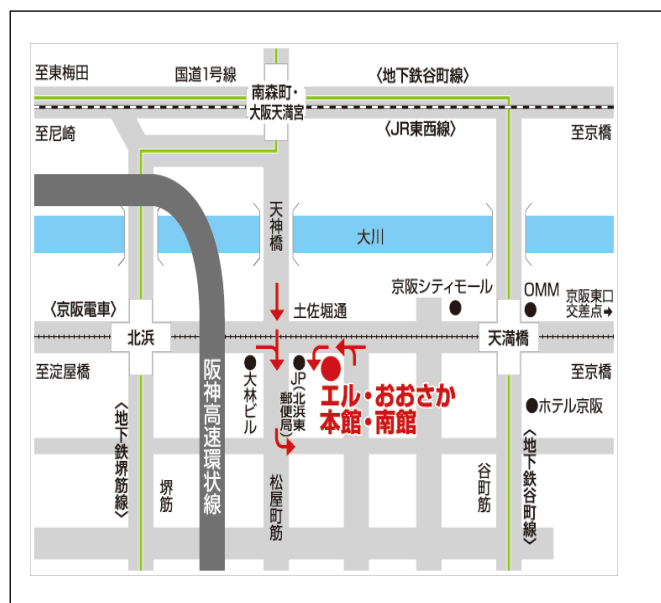 至東梅田
国道1号線
南森町・
大阪天満宮
〈地下鉄谷町線〉
至尼崎
〈JR東西線〉
至京橋
天神橋
大川
京阪シティモール
OMM
京阪東口
交差点➡
〈京阪電車〉
土佐堀通
北浜
天満橋
至淀屋橋
至京橋
大林ビル
JP(北浜東
郵便局)
エル・おおさか
本館・南館
ホテル京阪
阪神高速環状線
〈地下鉄堺筋線〉
堺筋
松屋町筋
谷町筋
〈地下鉄谷町線〉